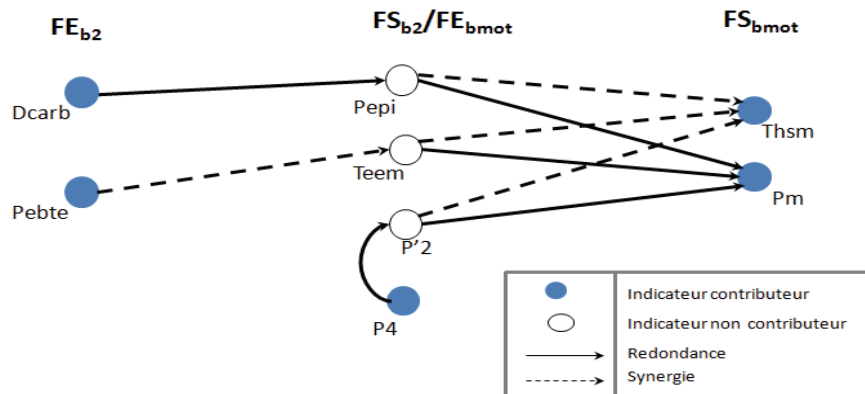 FEb2
FSb2/FEbmot
FSbmot
Dcarb
Pepi
Thsm
Teem
Pebte
Pm
P'2
P4
Indicateur contributeur
Indicateur non contributeur
Redondance
Synergie